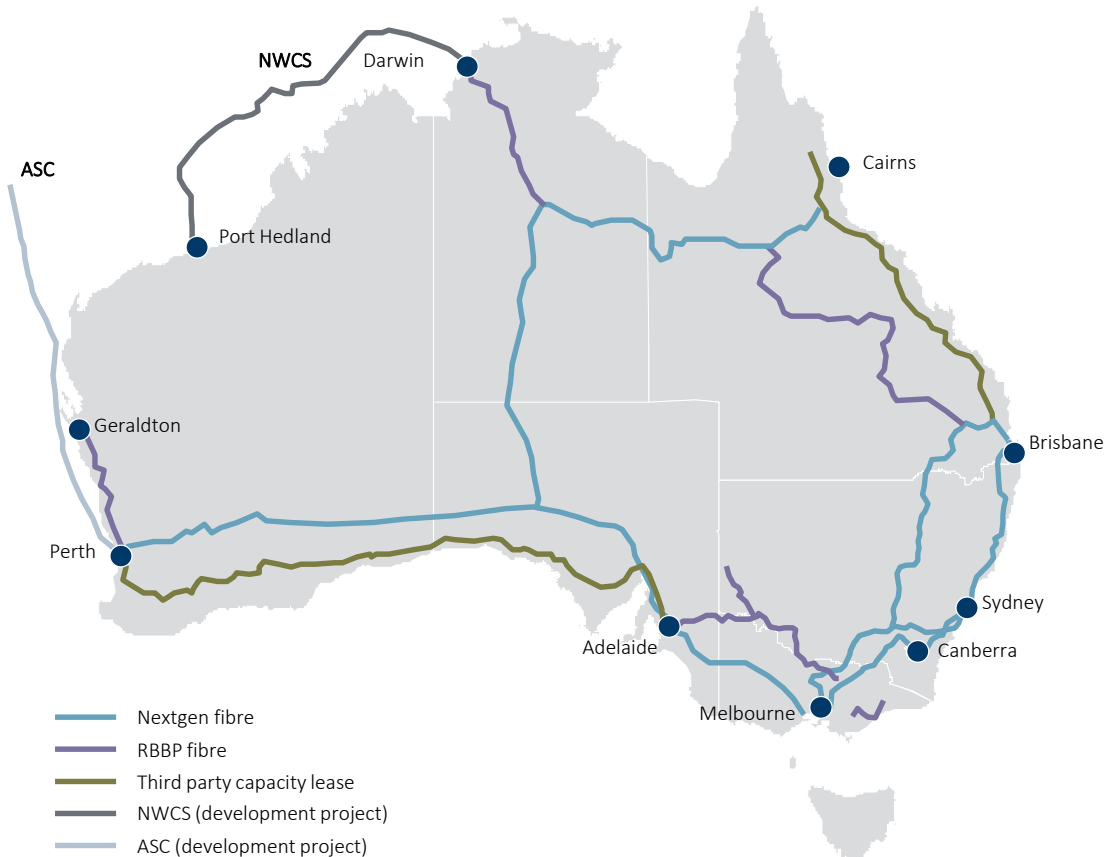 NWCS
Darwin
ASC
Cairns
Port Hedland
Geraldton
Brisbane
Perth
Sydney
Adelaide
Canberra
Melbourne
Nextgen fibre
RBBP fibre
Third party capacity lease
NWCS (development project)
ASC (development project)